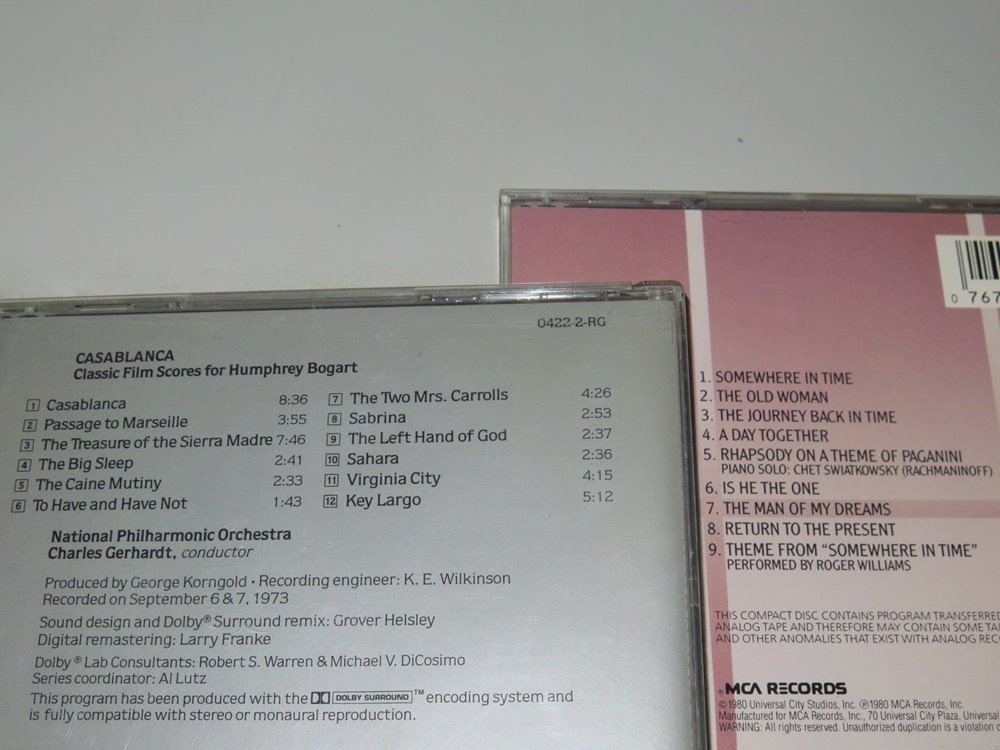 0422-2-RG
CASABLANCA
Classic Film Scores for Humphrey Bogart
1 Casablanca 8:36
2 Passage to Marseille 3:55
3 The Treasure of the Sierra Madre 7:46
4 The Big Sleep 2:41
5 The Caine Mutiny 2:33
6 To Have and Have Not 1:43
7 The Two Mrs. Carrolls 4:26
8 Sabrina 2:53
9 The Left Hand of God 2:37
10 Sahara 2:36
11 Virginia City 4:15
12 Key Largo 5:12
National Philharmonic Orchestra
Charles Gerhardt, conductor
Produced by George Korngold · Recording engineer: K. E. Wilkinson
Recorded on September 6 & 7, 1973
Sound design and Dolby® Surround remix: Grover Helsley
Digital remastering: Larry Franke
Dolby® Lab Consultants: Robert S. Warren & Michael V. DiCosimo
Series coordinator: Al Lutz
This program has been produced with the DOLBY SURROUND ™ encoding system and
is fully compatible with stereo or monaural reproduction.
0 767
1. SOMEWHERE IN TIME
2. THE OLD WOMAN
3. THE JOURNEY BACK IN TIME
4. A DAY TOGETHER
5. RHAPSODY ON A THEME OF PAGANINI
PIANO SOLO: CHET SWIATKOWSKY (RACHMANINOFF)
6. IS HE THE ONE
7. THE MAN OF MY DREAMS
8. RETURN TO THE PRESENT
9. THEME FROM "SOMEWHERE IN TIME"
PERFORMED BY ROGER WILLIAMS
THIS COMPACT DISC CONTAINS PROGRAM TRANSFERRED
ANALOG TAPE AND THEREFORE MAY CONTAIN SOME TA
AND OTHER ANOMALIES THAT EXIST WITH ANALOG REC
MCA RECORDS
©1980 Universal City Studios, Inc. ℗1980 MCA Records, Inc.
Manufactured for MCA Records, Inc., 70 Universal City Plaza, Universal
WARNING: All rights reserved. Unauthorized duplication is a violation o